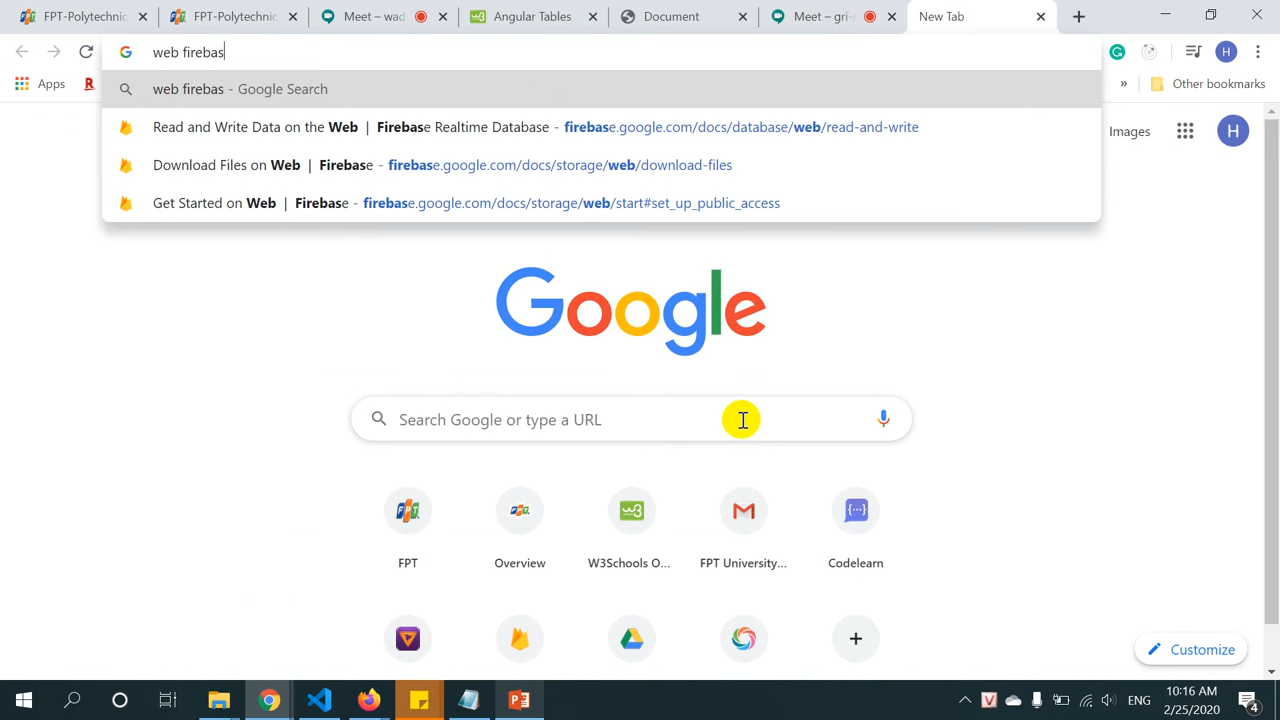 FPT-Polytechnic
FPT-Polytechnic
Meet – wad
Angular Tables
Document
Meet – gri-r
New Tab
web firebas
H
Apps
R
»
Other bookmarks
web firebas - Google Search
Read and Write Data on the Web | Firebase Realtime Database - firebase.google.com/docs/database/web/read-and-write
Images
H
Download Files on Web | Firebase - firebase.google.com/docs/storage/web/download-files
Get Started on Web | Firebase - firebase.google.com/docs/storage/web/start#set_up_public_access
Google
Search Google or type a URL
FPT
Overview
W3Schools O...
FPT University...
Codelearn
Customize
ENG
10:16 AM
2/25/2020
4